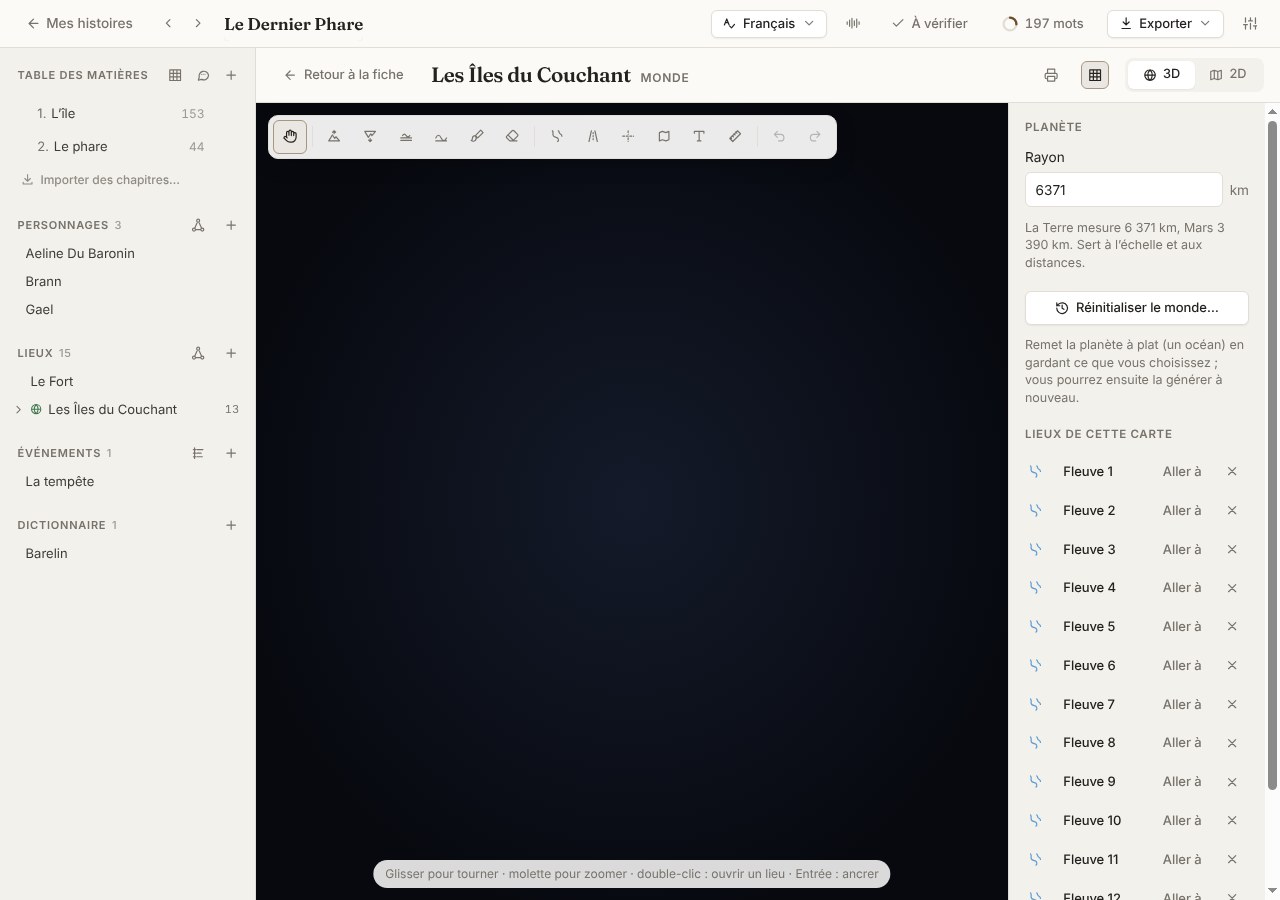 Mes histoires
Le Dernier Phare
Français
À vérifier
197 mots
Exporter
TABLE DES MATIÈRES
1. L'île 153
2. Le phare 44
Importer des chapitres...
PERSONNAGES 3
Aeline Du Baronin
Brann
Gael
LIEUX 15
Le Fort
Les Îles du Couchant 13
ÉVÉNEMENTS 1
La tempête
DICTIONNAIRE 1
Barelin
Retour à la fiche
Les Îles du Couchant MONDE
3D
2D
Glisser pour tourner · molette pour zoomer · double-clic : ouvrir un lieu · Entrée : ancrer
PLANÈTE
Rayon
6371 km
La Terre mesure 6 371 km, Mars 3
390 km. Sert à l'échelle et aux
distances.
Réinitialiser le monde...
Remet la planète à plat (un océan) en
gardant ce que vous choisissez ;
vous pourrez ensuite la générer à
nouveau.
LIEUX DE CETTE CARTE
Fleuve 1 Aller à
Fleuve 2 Aller à
Fleuve 3 Aller à
Fleuve 4 Aller à
Fleuve 5 Aller à
Fleuve 6 Aller à
Fleuve 7 Aller à
Fleuve 8 Aller à
Fleuve 9 Aller à
Fleuve 10 Aller à
Fleuve 11 Aller à
Fleuve 12 Aller à